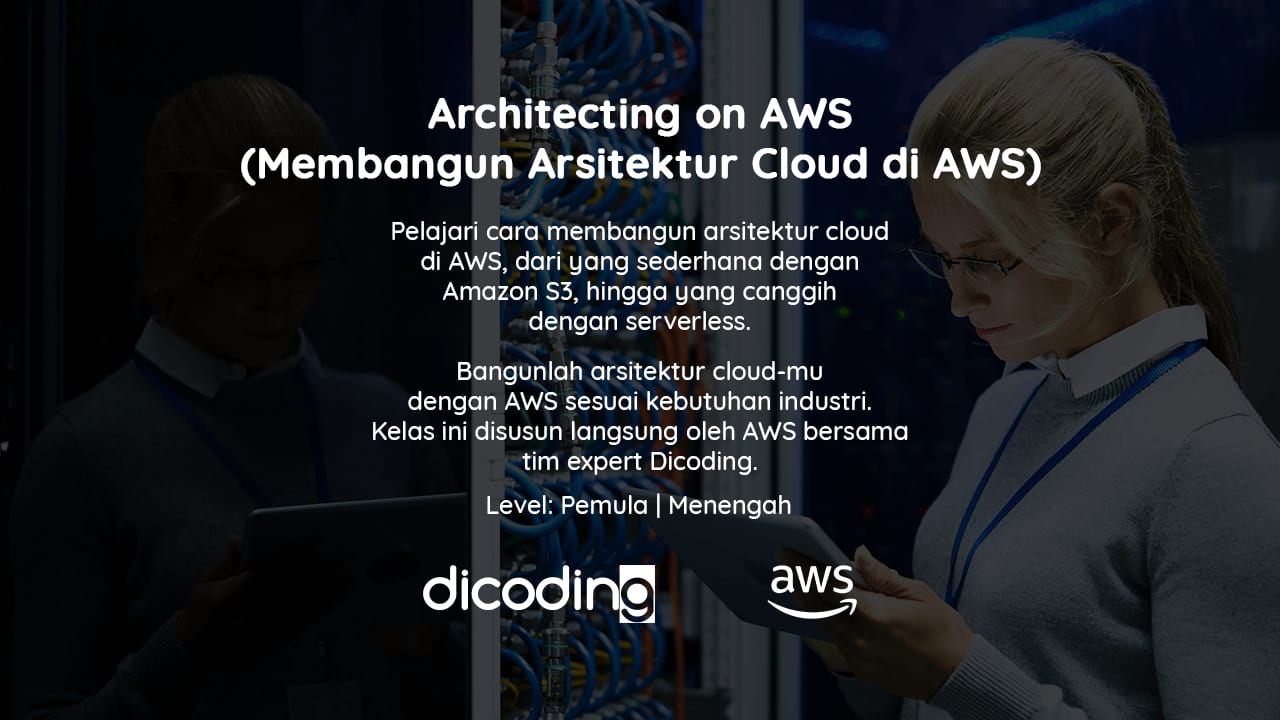 Architecting on AWS
(Membangun Arsitektur Cloud di AWS)
Pelajari cara membangun arsitektur cloud
di AWS, dari yang sederhana dengan
Amazon S3, hingga yang canggih
dengan serverless.
Bangunlah arsitektur cloud-mu
dengan AWS sesuai kebutuhan industri.
Kelas ini disusun langsung oleh AWS bersama
tim expert Dicoding.
Level: Pemula | Menengah
dicoding
aws